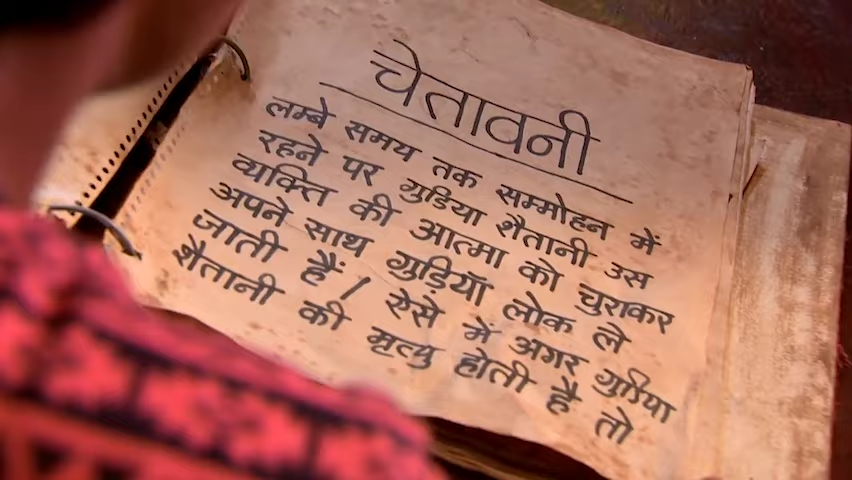 चेतावनी
लम्बे समय तक सम्मोहन में
रहने पर गुडिया शैतानी उस
व्यक्ति की आत्मा को चुराकर
अपने साथ गुड़ियाँ लोक ले
जाती हैं / ऐसे में अगर गुड़िया
शैतानी की मृत्यु होती है तो